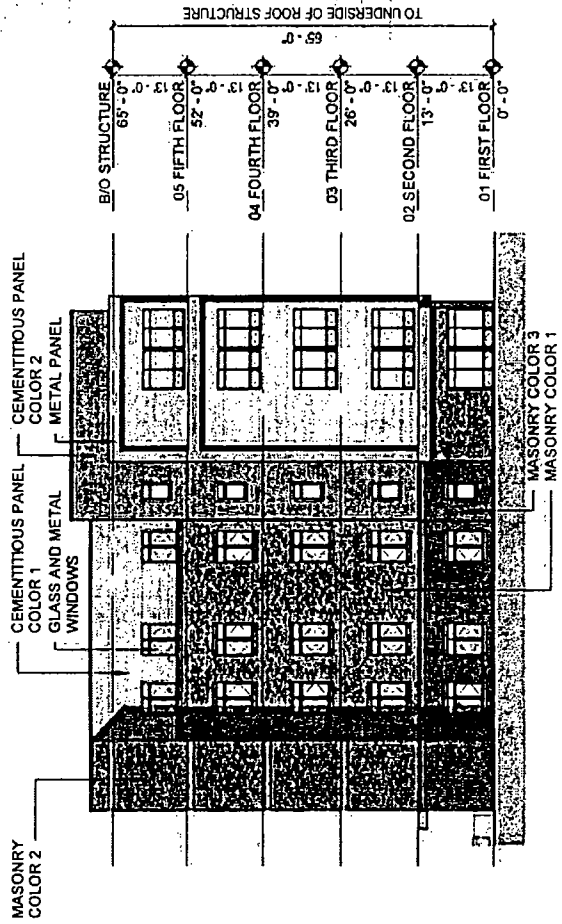 MASONRY
COLOR 2
CEMENTITIOUS PANEL
COLOR 1
GLASS AND METAL
WINDOWS
CEMENTITIOUS PANEL
COLOR 2
METAL PANEL
B/O STRUCTURE
65' - 0"
13' - 0"
05 FIFTH FLOOR
52' - 0"
13' - 0"
04 FOURTH FLOOR
39' - 0"
13' - 0"
03 THIRD FLOOR
26' - 0"
13' - 0"
02 SECOND FLOOR
13' - 0"
13' - 0"
01 FIRST FLOOR
0' - 0"
65' - 0"
TO UNDERSIDE OF ROOF STRUCTURE
MASONRY COLOR 3
MASONRY COLOR 1